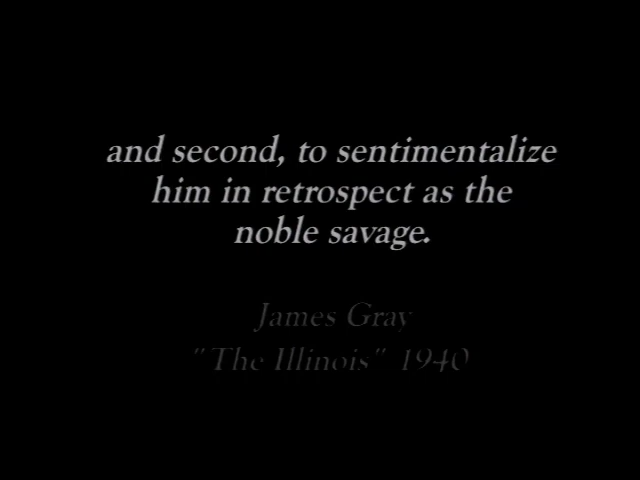 and second, to sentimentalize
him in retrospect as the
noble savage.
James Gray
"The Illinois" 1940